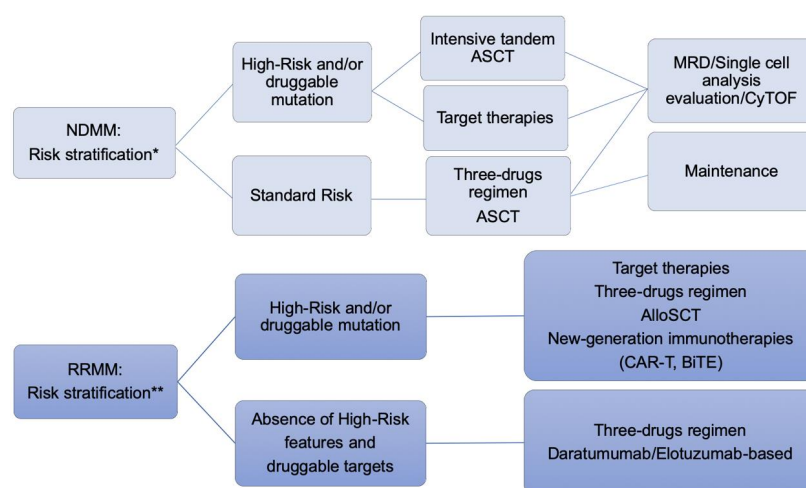 NDMM:
Risk stratification*
High-Risk and/or
druggable mutation
Standard Risk
Intensive tandem
ASCT
Target therapies
Three-drugs
regimen
ASCT
MRD/Single cell
analysis
evaluation/CyTOF
Maintenance
RRMM:
Risk stratification**
High-Risk and/or
druggable mutation
Absence of High-Risk
features and
druggable targets
Target therapies
Three-drugs regimen
AlloSCT
New-generation immunotherapies
(CAR-T, BiTE)
Three-drugs regimen
Daratumumab/Elotuzumab-based